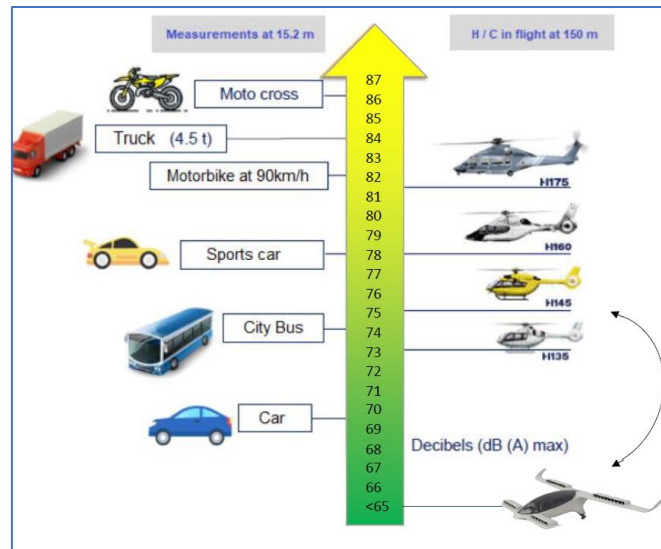 Measurements at 15.2 m
H / C in flight at 150 m
87
Moto cross
86
85
Truck (4.5 t)
84
83
Motorbike at 90km/h
82
H175
81
80
79
Sports car
78
H160
77
76
75
H145
City Bus
74
73
H135
72
71
70
Car
69
Decibels (dB (A) max)
68
67
66
<65